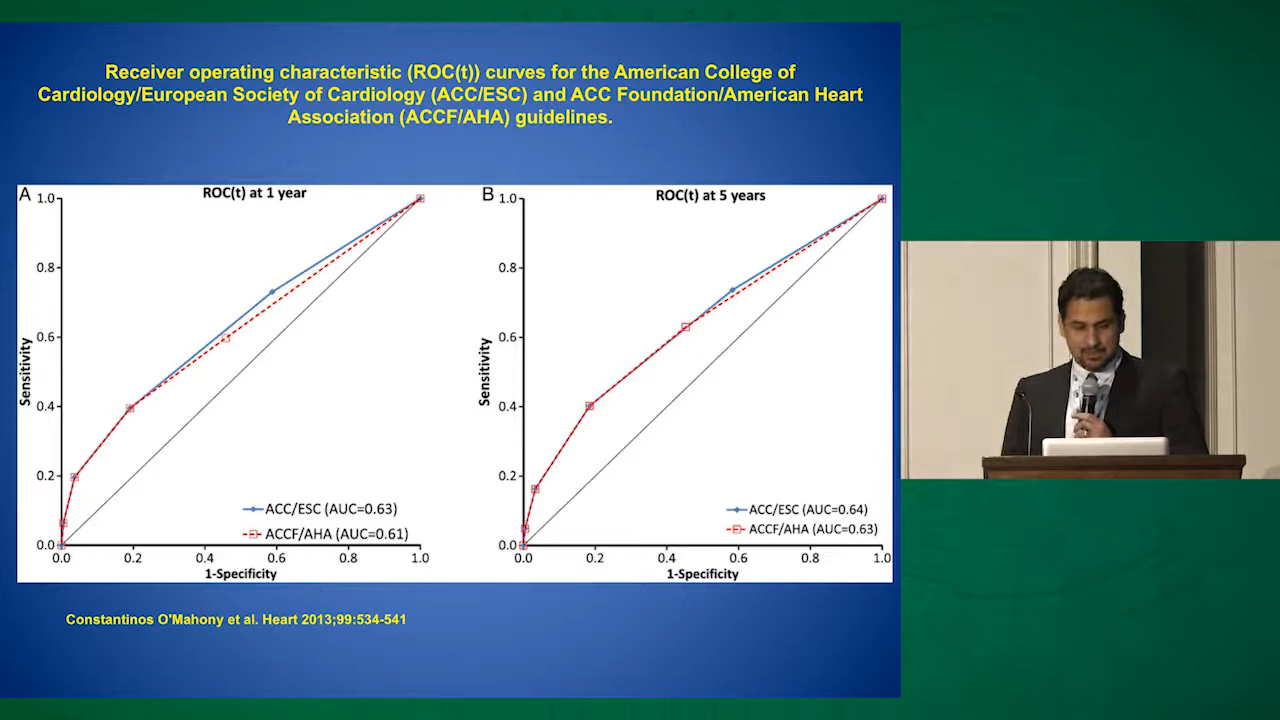 Receiver operating characteristic (ROC(t)) curves for the American College of
Cardiology/European Society of Cardiology (ACC/ESC) and ACC Foundation/American Heart
Association (ACCF/AHA) guidelines.
A
ROC(t) at 1 year
1.0
0.8
0.6
0.4
0.2
0.0
Sensitivity
ACC/ESC (AUC=0.63)
ACCF/AHA (AUC=0.61)
0.0 0.2 0.4 0.6 0.8 1.0
1-Specificity
B
ROC(t) at 5 years
1.0
0.8
0.6
0.4
0.2
0.0
Sensitivity
ACC/ESC (AUC=0.64)
ACCF/AHA (AUC=0.63)
0.0 0.2 0.4 0.6 0.8 1.0
1-Specificity
Constantinos O'Mahony et al. Heart 2013;99:534-541